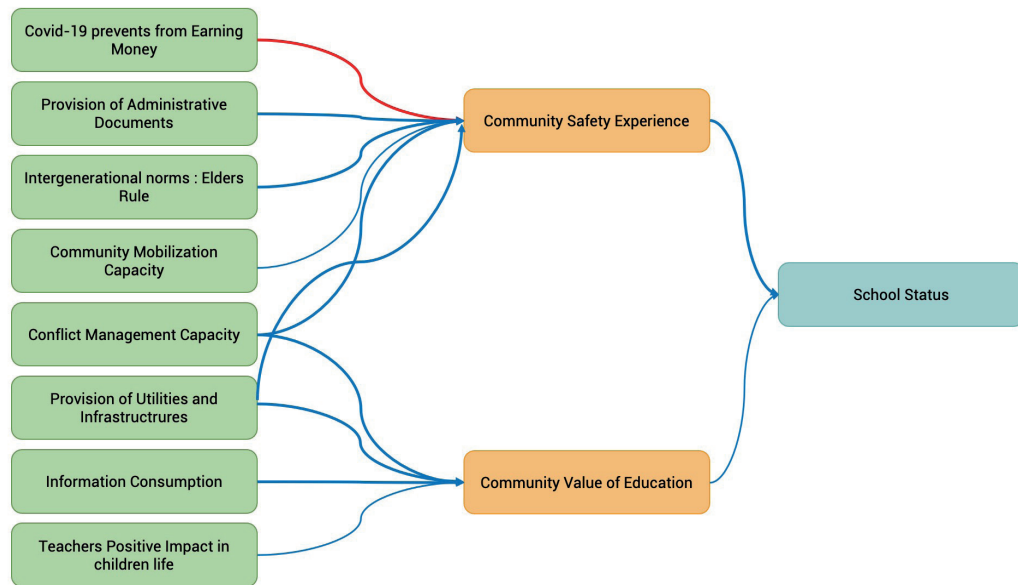 Covid-19 prevents from Earning
Money
Provision of Administrative
Documents
Intergenerational norms : Elders
Rule
Community Mobilization
Capacity
Conflict Management Capacity
Provision of Utilities and
Infrastructrures
Information Consumption
Teachers Positive Impact in
children life
Community Safety Experience
Community Value of Education
School Status